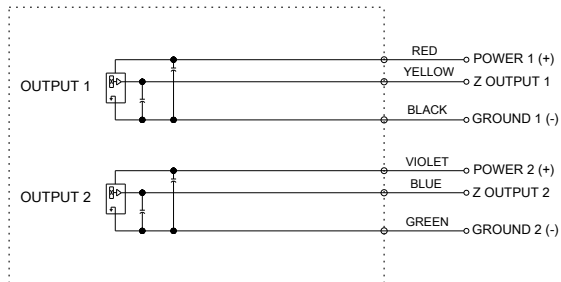 RED
POWER 1 (+)
YELLOW
OUTPUT 1
Z OUTPUT 1
BLACK
GROUND 1 (-)
VIOLET
POWER 2 (+)
BLUE
OUTPUT 2
Z OUTPUT 2
GREEN
GROUND 2 (-)